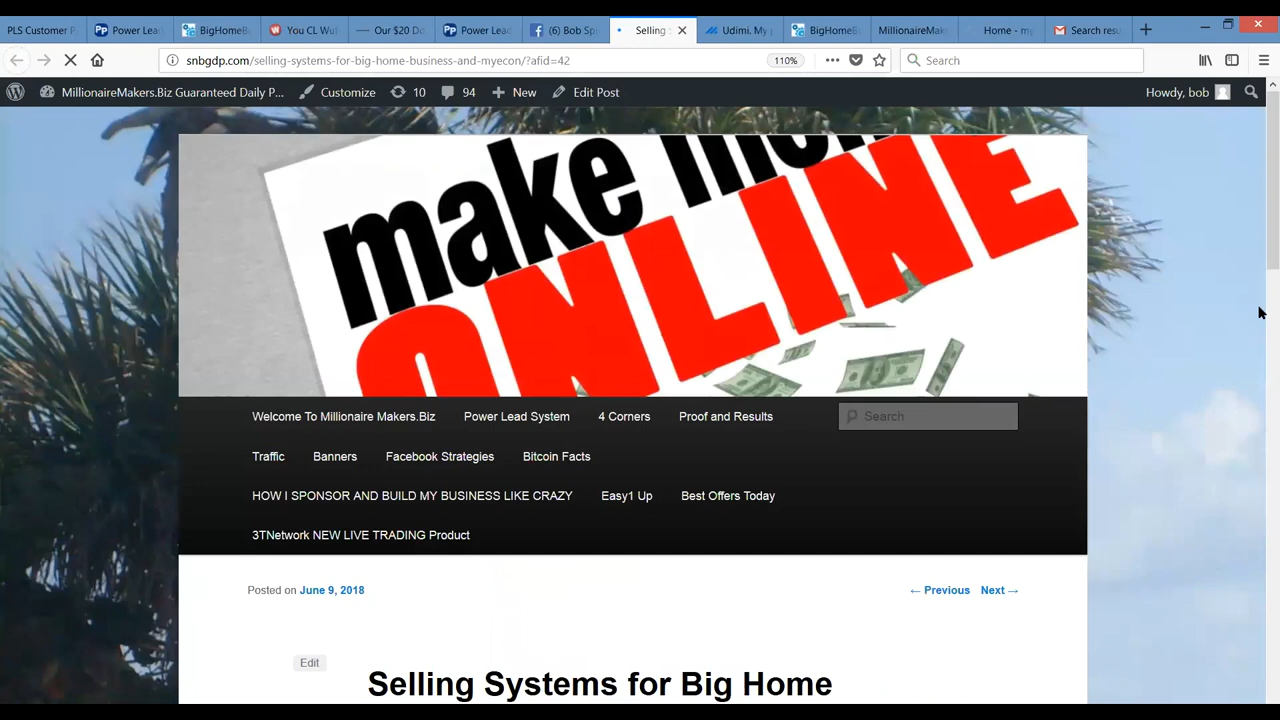 PLS Customer P
Power Lead
BigHomeB
You CL Wuf
Our $20 Do
Power Lead
(6) Bob Spi
Selling
Udimi. My
BigHomeB
MillionaireMak
Home - m
Search resu
snbgdp.com/selling-systems-for-big-home-business-and-myecon/?afid=42
110%
Search
MillionaireMakers.Biz Guaranteed Daily P...
Customize
10
94
New
Edit Post
Howdy, bob
make mon
ONLINE
Welcome To Millionaire Makers.Biz
Power Lead System
4 Corners
Proof and Results
Search
Traffic
Banners
Facebook Strategies
Bitcoin Facts
HOW I SPONSOR AND BUILD MY BUSINESS LIKE CRAZY
Easy1 Up
Best Offers Today
3TNetwork NEW LIVE TRADING Product
Posted on June 9, 2018
← Previous Next →
Edit
Selling Systems for Big Home